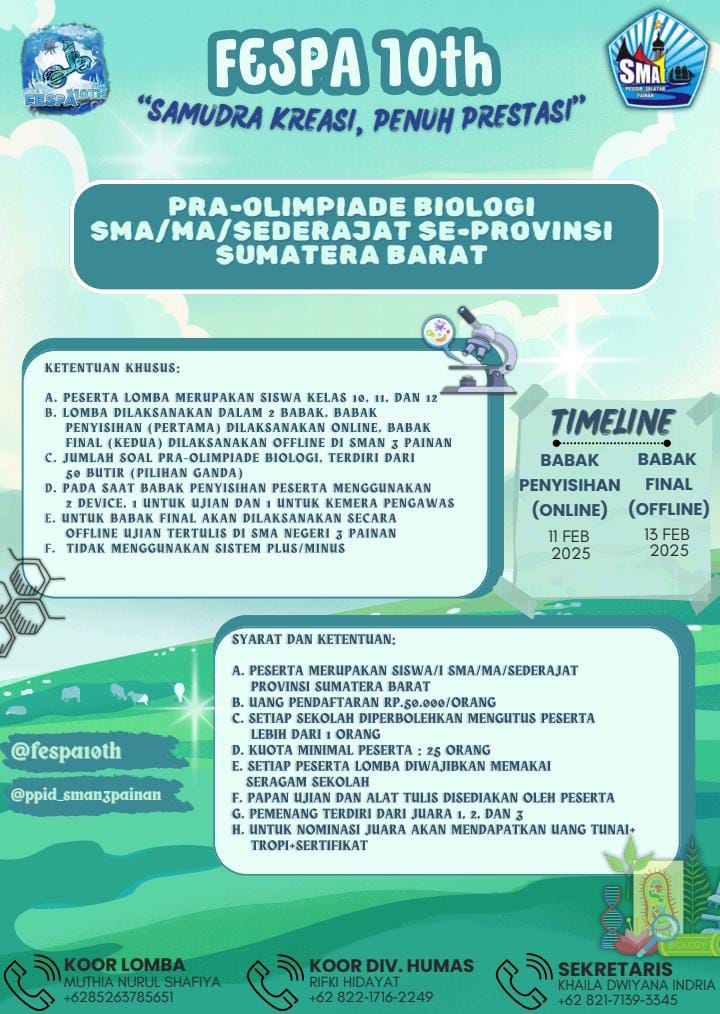 FESPA 10TH
FESPA 10th
SMA
PESISIR SELATAN
PAINAN
"SAMUDRA KREASI, PENUH PRESTASI"
PRA-OLIMPIADE BIOLOGI
SMA/MA/SEDERAJAT SE-PROVINSI
SUMATERA BARAT
KETENTUAN KHUSUS:
A. PESERTA LOMBA MERUPAKAN SISWA KELAS 10, 11, DAN 12
B. LOMBA DILAKSANAKAN DALAM 2 BABAK, BABAK
PENYISIHAN (PERTAMA) DILAKSANAKAN ONLINE, BABAK
FINAL (KEDUA) DILAKSANAKAN OFFLINE DI SMAN 3 PAINAN
C. JUMLAH SOAL PRA-OLIMPIADE BIOLOGI, TERDIRI DARI
50 BUTIR (PILIHAN GANDA)
D. PADA SAAT BABAK PENYISIHAN PESERTA MENGGUNAKAN
2 DEVICE, 1 UNTUK UJIAN DAN 1 UNTUK KEMERA PENGAWAS
E. UNTUK BABAK FINAL AKAN DILAKSANAKAN SECARA
OFFLINE UJIAN TERTULIS DI SMA NEGERI 3 PAINAN
F. TIDAK MENGGUNAKAN SISTEM PLUS/MINUS
TIMELINE
BABAK
PENYISIHAN
(ONLINE)
11 FEB
2025
BABAK
FINAL
(OFFLINE)
13 FEB
2025
SYARAT DAN KETENTUAN:
A. PESERTA MERUPAKAN SISWA/I SMA/MA/SEDERAJAT
PROVINSI SUMATERA BARAT
B. UANG PENDAFTARAN RP.50.000/ORANG
C. SETIAP SEKOLAH DIPERBOLEHKAN MENGUTUS PESERTA
LEBIH DARI 1 ORANG
D. KUOTA MINIMAL PESERTA : 25 ORANG
E. SETIAP PESERTA LOMBA DIWAJIBKAN MEMAKAI
SERAGAM SEKOLAH
F. PAPAN UJIAN DAN ALAT TULIS DISEDIAKAN OLEH PESERTA
G. PEMENANG TERDIRI DARI JUARA 1, 2, DAN 3
H. UNTUK NOMINASI JUARA AKAN MENDAPATKAN UANG TUNAI+
TROPI+SERTIFIKAT
@fespa10th
@ppid_sman3painan
BIOLOGY
KOOR LOMBA
MUTHIA NURUL SHAFIYA
+6285263785651
KOOR DIV. HUMAS
RIFKI HIDAYAT
+62 822-1716-2249
SEKRETARIS
KHAILA DWIYANA INDRIA
+62 821-7139-3345